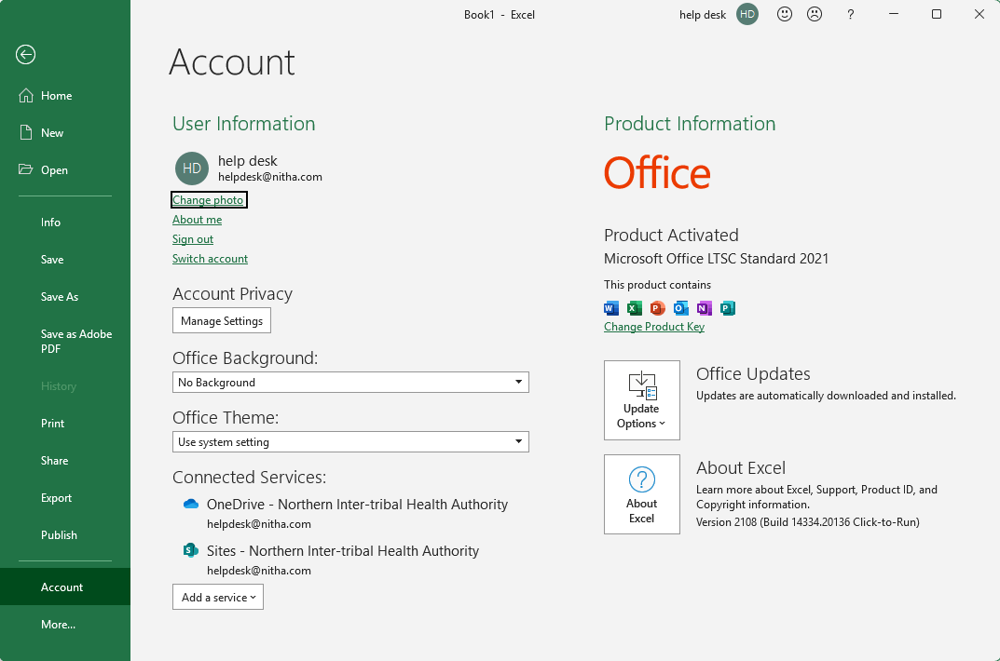 Book1 - Excel
help desk
HD
?
Home
New
Open
Info
Save
Save As
Save as Adobe
PDF
History
Print
Share
Export
Publish
Account
More...
Account
User Information
HD
help desk
helpdesk@nitha.com
Change photo
About me
Sign out
Switch account
Account Privacy
Manage Settings
Office Background:
No Background
Office Theme:
Use system setting
Connected Services:
OneDrive - Northern Inter-tribal Health Authority
helpdesk@nitha.com
S
Sites - Northern Inter-tribal Health Authority
helpdesk@nitha.com
Add a service
Product Information
Office
Product Activated
Microsoft Office LTSC Standard 2021
This product contains
W X P O N P
Change Product Key
Update
Options
Office Updates
Updates are automatically downloaded and installed.
?
About
Excel
About Excel
Learn more about Excel, Support, Product ID, and
Copyright information.
Version 2108 (Build 14334.20136 Click-to-Run)